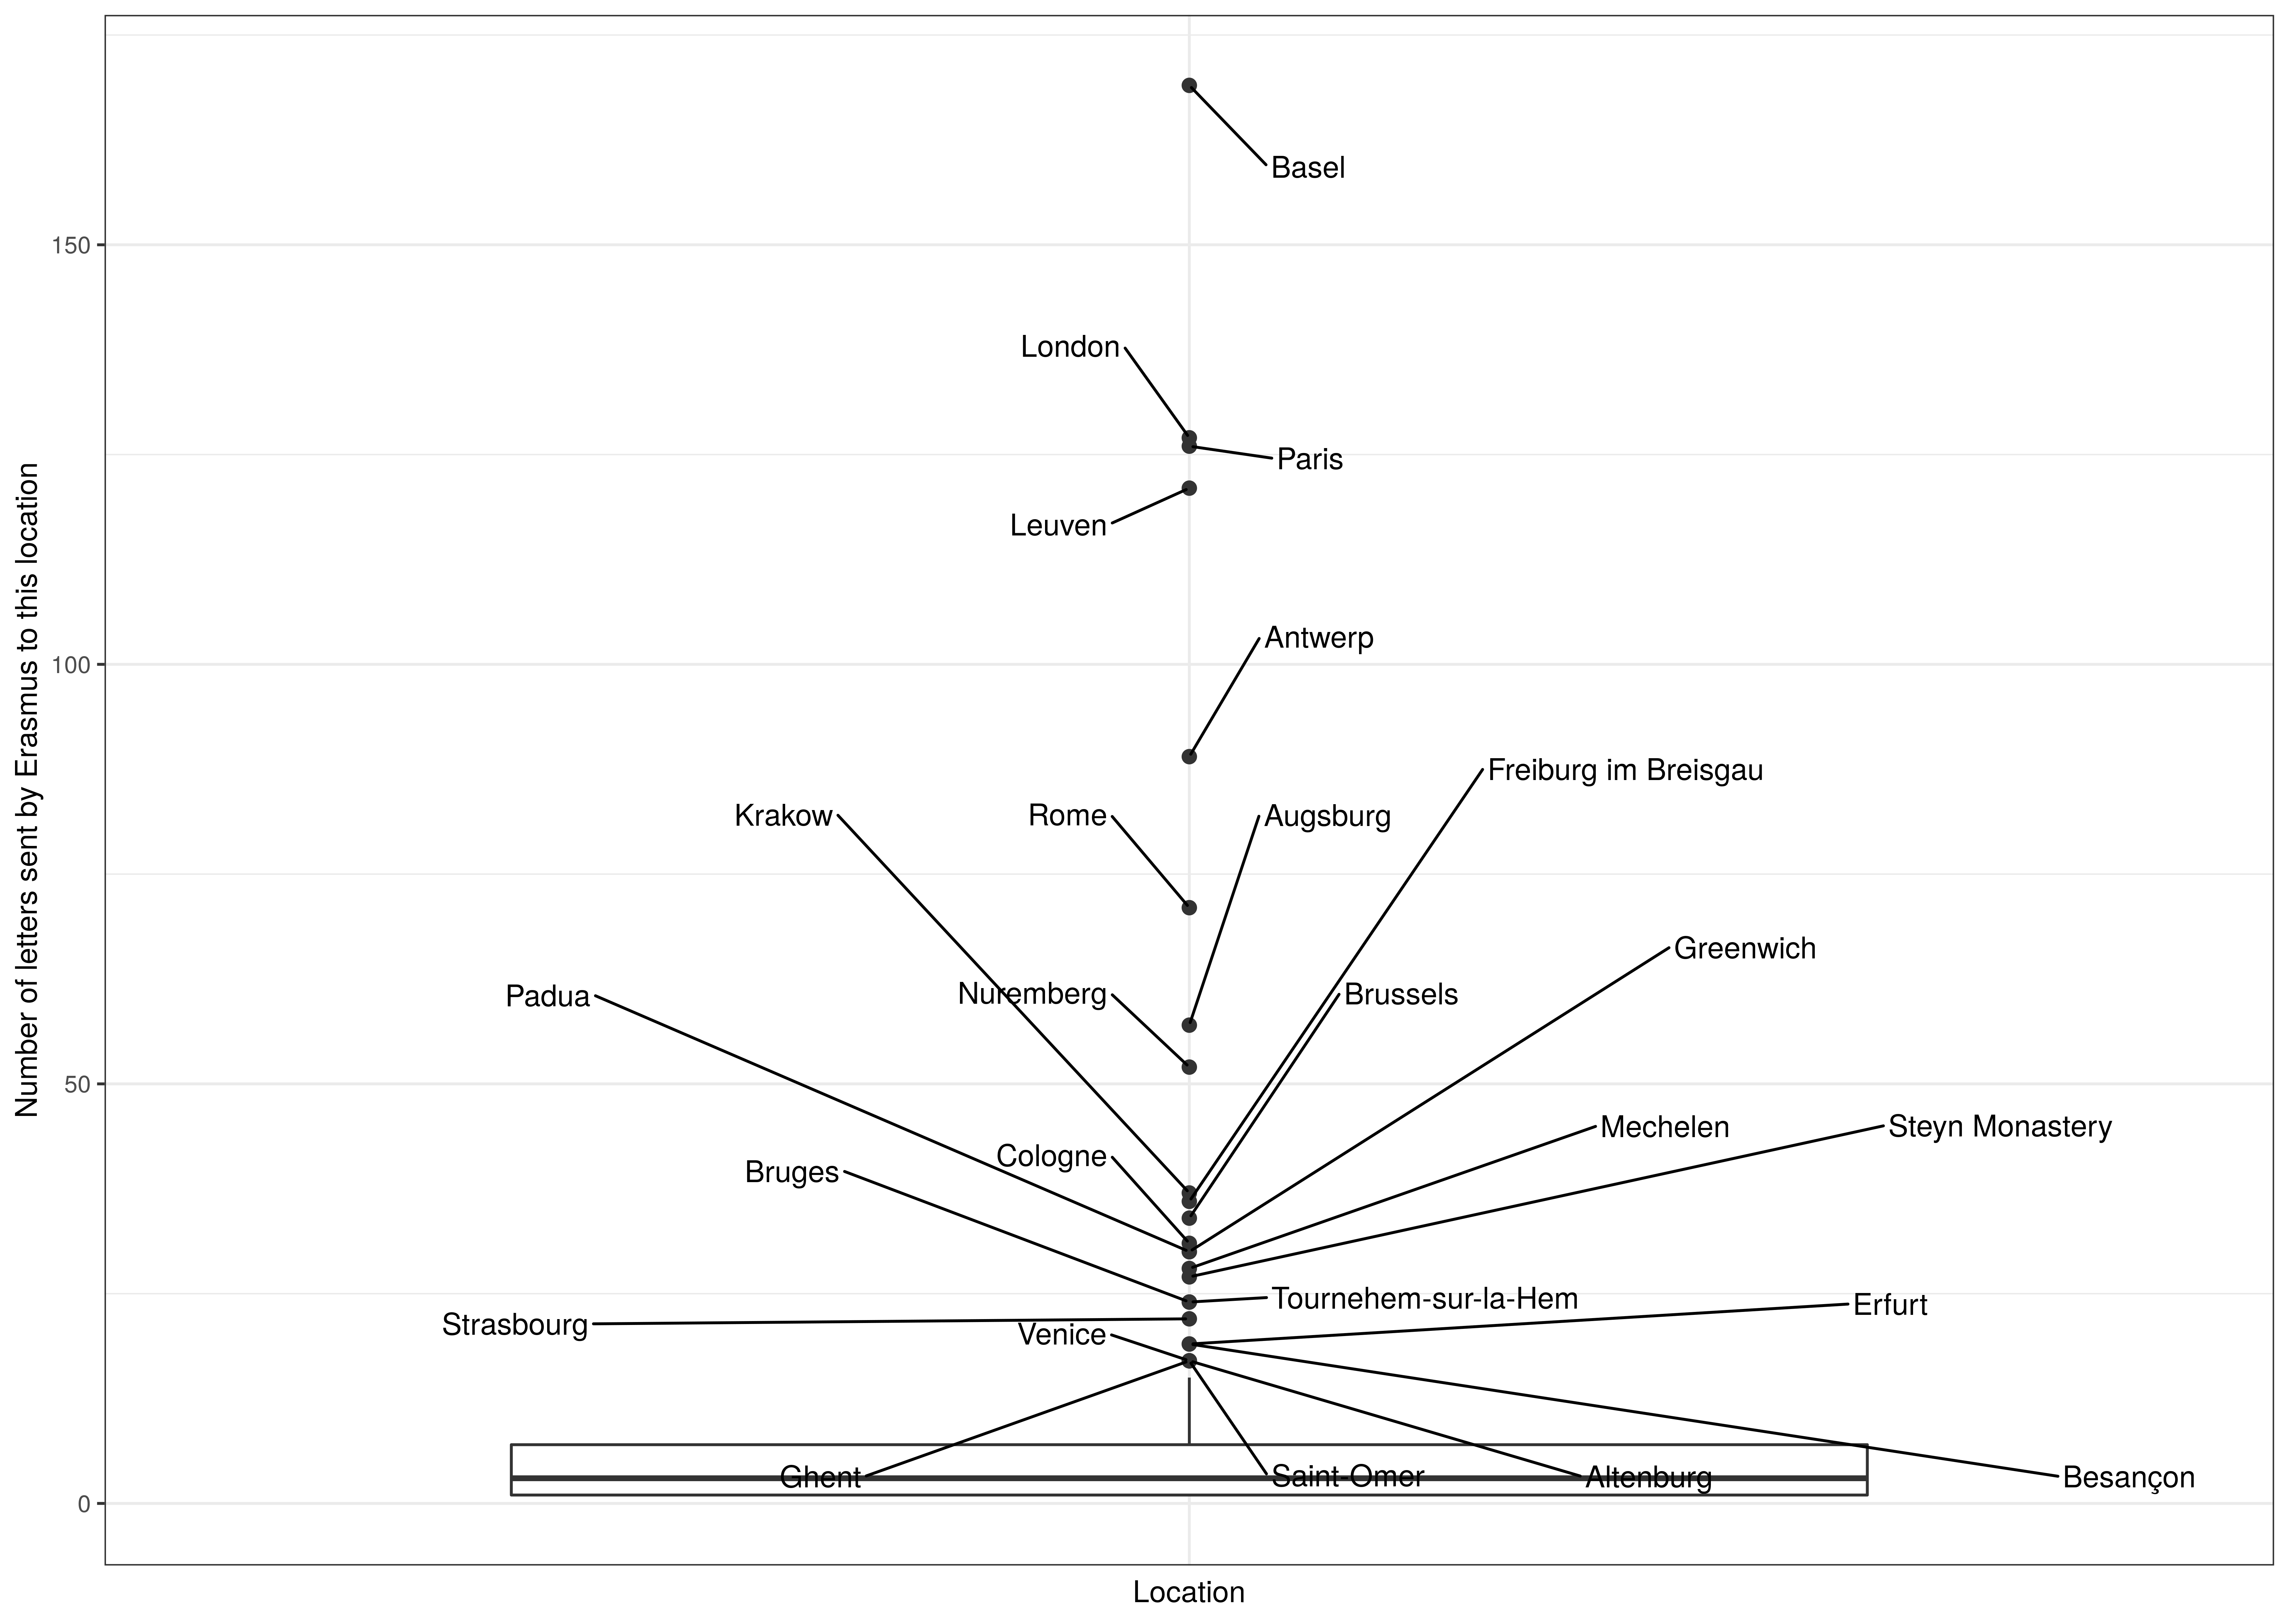 Number of letters sent by Erasmus to this location
150
100
50
0
Basel
London
Paris
Leuven
Antwerp
Freiburg im Breisgau
Krakow
Rome
Augsburg
Greenwich
Padua
Nuremberg
Brussels
Mechelen
Steyn Monastery
Cologne
Bruges
Tournehem-sur-la-Hem
Erfurt
Strasbourg
Venice
Ghent
Saint-Omer
Altenburg
Besançon
Location